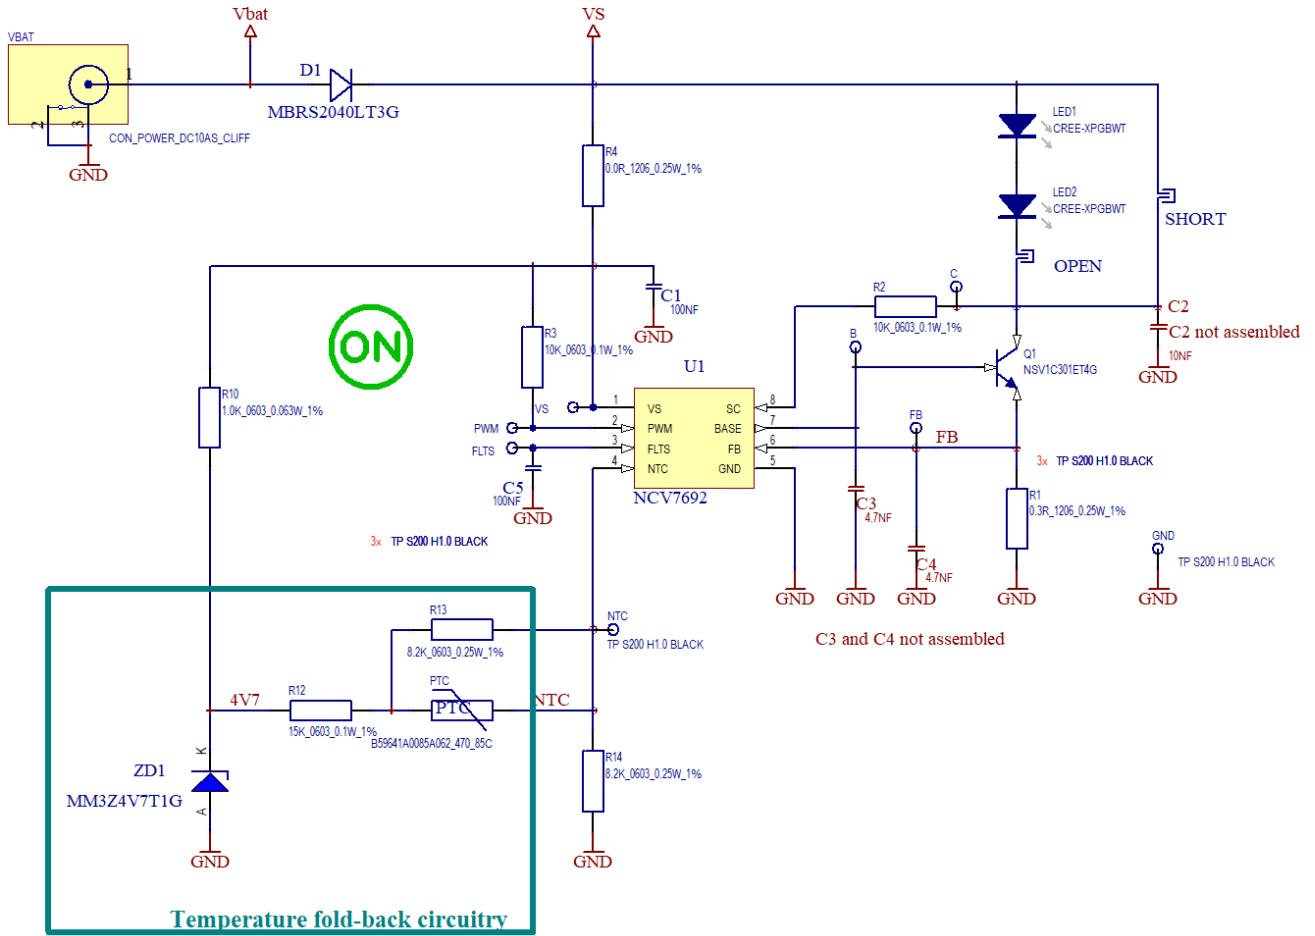 Vbat
VS
VBAT
1
2
3
CON_POWER_DC10AS_CLIFF
GND
D1
MBRS2040LT3G
R4
0.0R_1206_0.25W_1%
LED1
CREE-XPGBWT
LED2
CREE-XPGBWT
SHORT
OPEN
C1
100NF
GND
ON
R3
10K_0603_0.1W_1%
R2
10K_0603_0.1W_1%
C
C2
C2 not assembled
10NF
GND
B
Q1
NSV1C301ET4G
U1
R10
1.0K_0603_0.063W_1%
VS
PWM
FLTS
1
2
3
4
VS
PWM
FLTS
NTC
SC
BASE
FB
GND
8
7
6
5
NCV7692
FB
FB
3x TP S200 H1.0 BLACK
C5
100NF
GND
C3
4.7NF
R1
0.3R_1206_0.25W_1%
3x TP S200 H1.0 BLACK
C4
4.7NF
GND
TP S200 H1.0 BLACK
GND
GND
GND
GND
GND
C3 and C4 not assembled
R13
8.2K_0603_0.25W_1%
NTC
TP S200 H1.0 BLACK
4V7
R12
15K_0603_0.1W_1%
PTC
PTC
B59641A0085A062_470_85C
NTC
R14
8.2K_0603_0.25W_1%
K
ZD1
MM3Z4V7T1G
A
GND
GND
Temperature fold-back circuitry